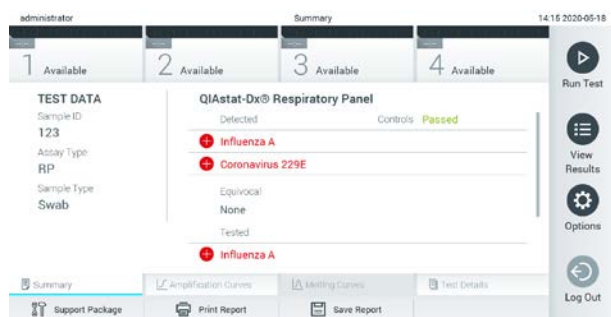 administrator Summary 14:15 2020-05-18
1 Available 2 Available 3 Available 4 Available
Run Test
TEST DATA
Sample ID
123
Assay Type
RP
Sample Type
Swab
QIAstat-Dx® Respiratory Panel
Detected Controls Passed
Influenza A
Coronavirus 229E
Equivocal
None
Tested
Influenza A
View
Results
Options
Log Out
Summary Amplification Curves Melting Curves Test Details
Support Package Print Report Save Report